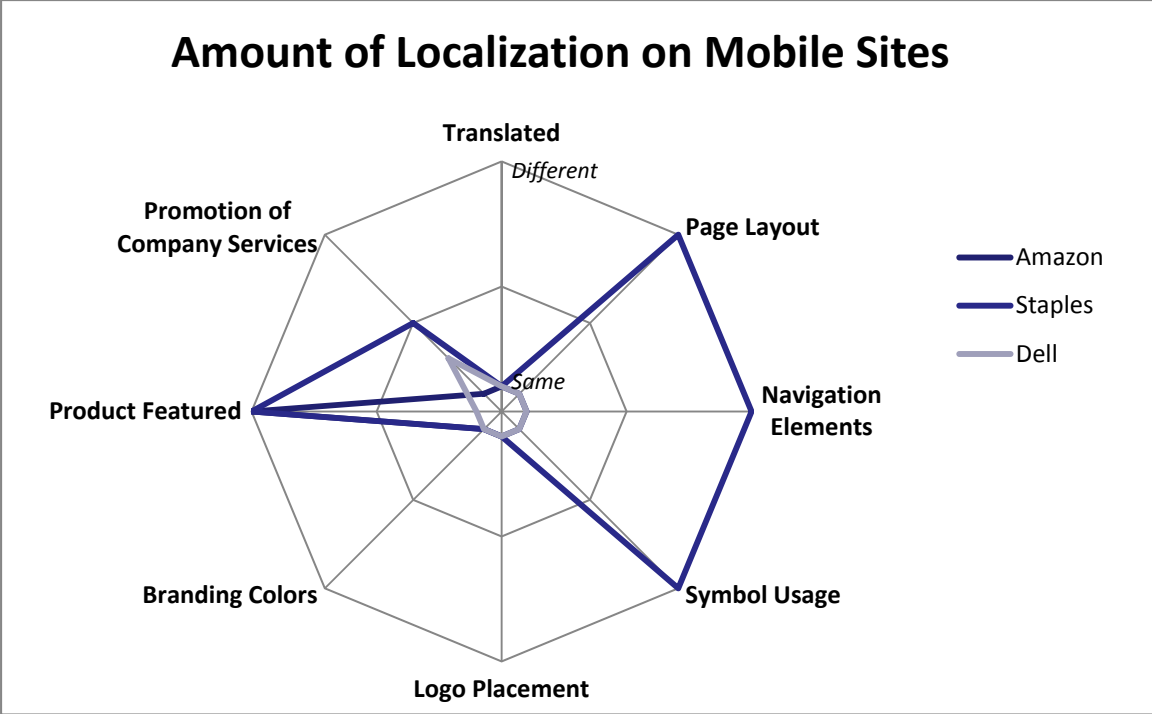 Amount of Localization on Mobile Sites
Translated
Different
Promotion of
Company Services
Page Layout
Amazon
Staples
Dell
Same
Product Featured
Navigation
Elements
Branding Colors
Symbol Usage
Logo Placement